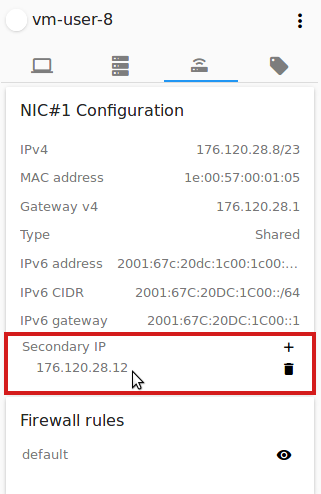 vm-user-8
NIC#1 Configuration
IPv4 176.120.28.8/23
MAC address 1e:00:57:00:01:05
Gateway v4 176.120.28.1
Type Shared
IPv6 address 2001:67c:20dc:1c00:1c00:...
IPv6 CIDR 2001:67C:20DC:1C00::/64
IPv6 gateway 2001:67C:20DC:1C00::1
Secondary IP +
176.120.28.12
Firewall rules
default